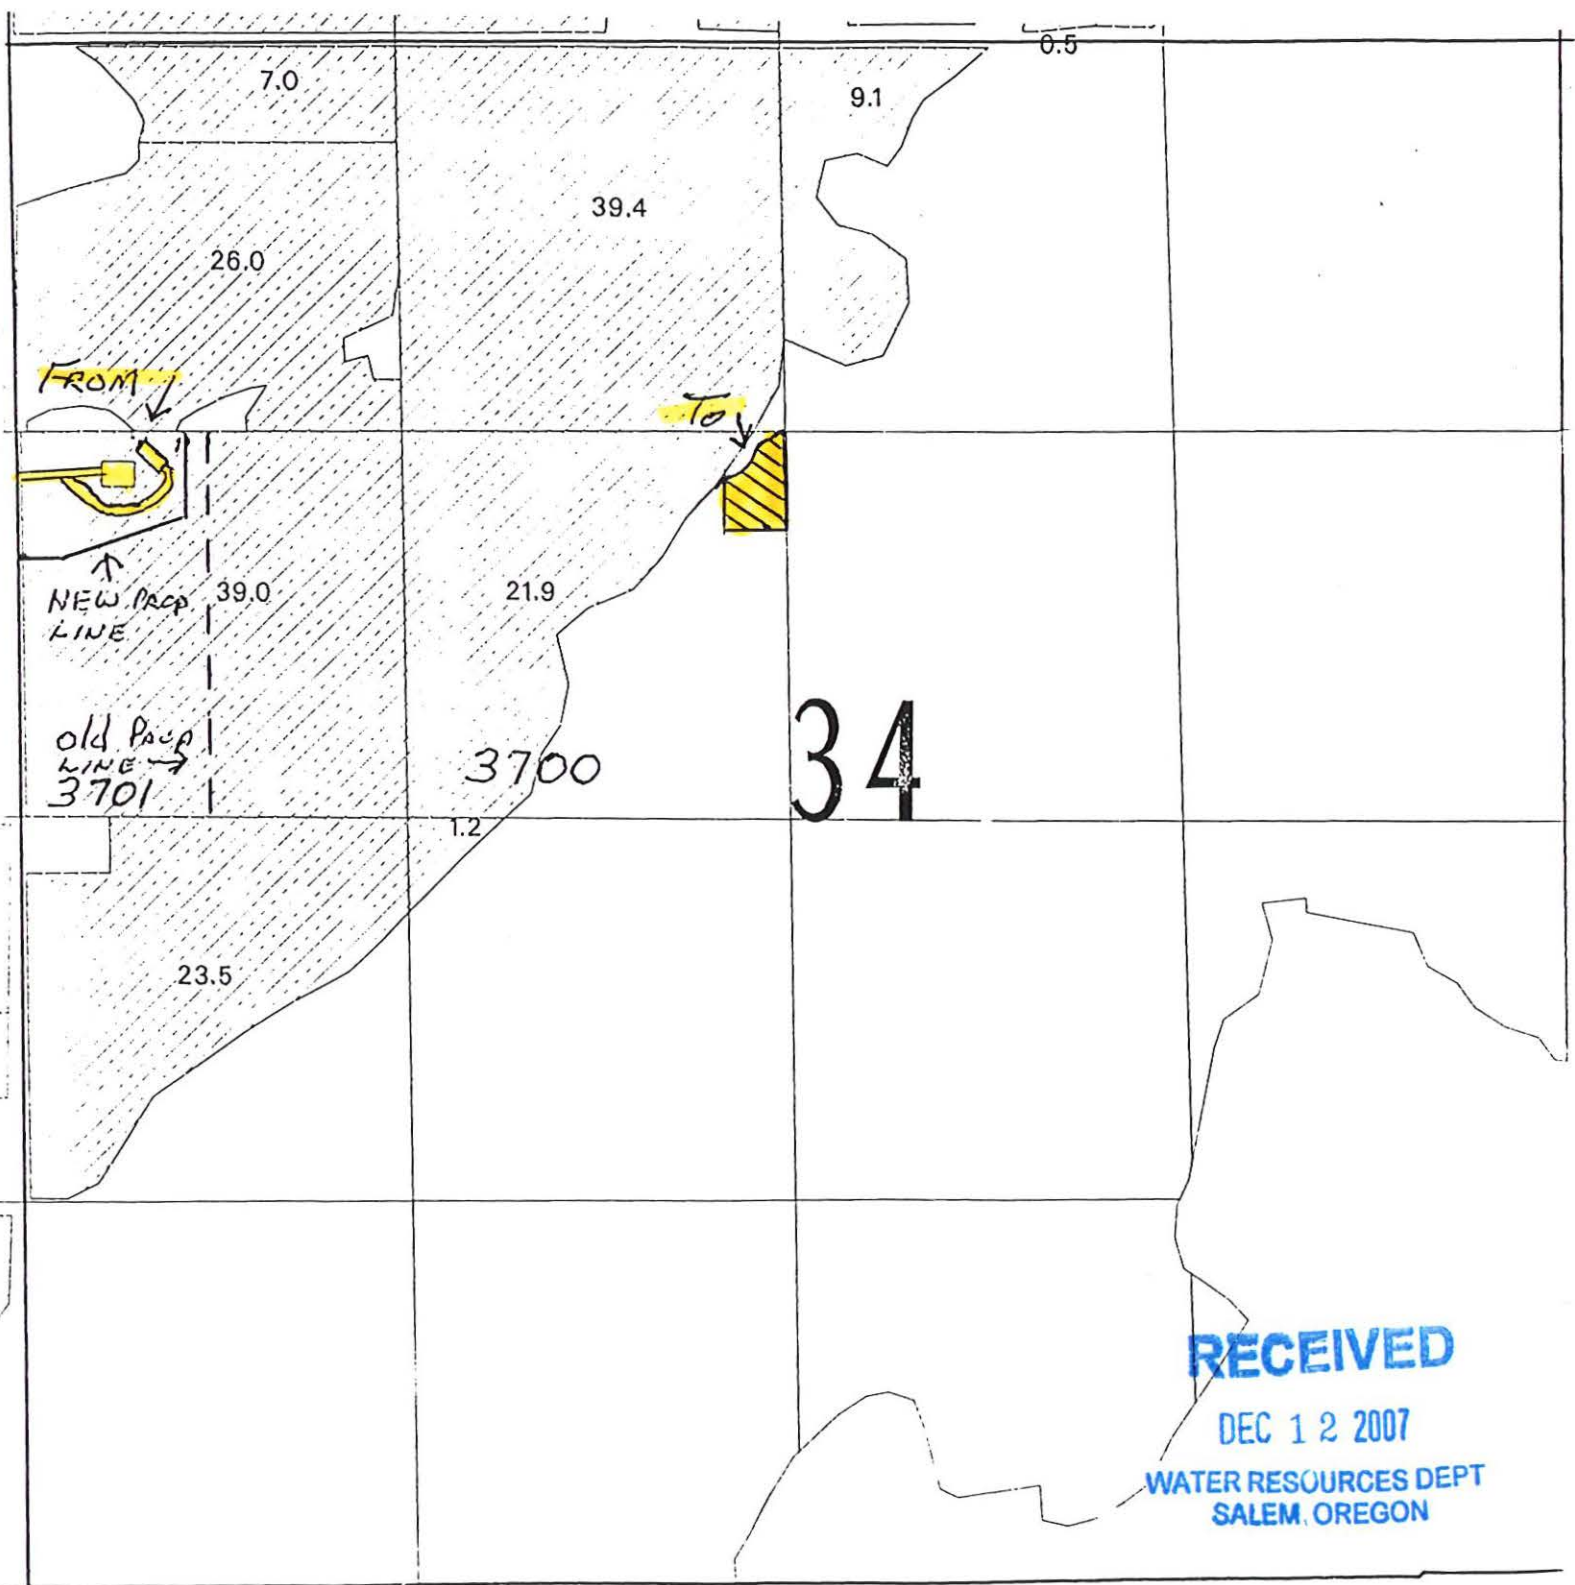 0.5
7.0
9.1
39.4
26.0
FROM
To
NEW PROP
LINE
39.0
21.9
old PROP
LINE →
3701
3700
34
1.2
23.5
RECEIVED
DEC 12 2007
WATER RESOURCES DEPT
SALEM, OREGON